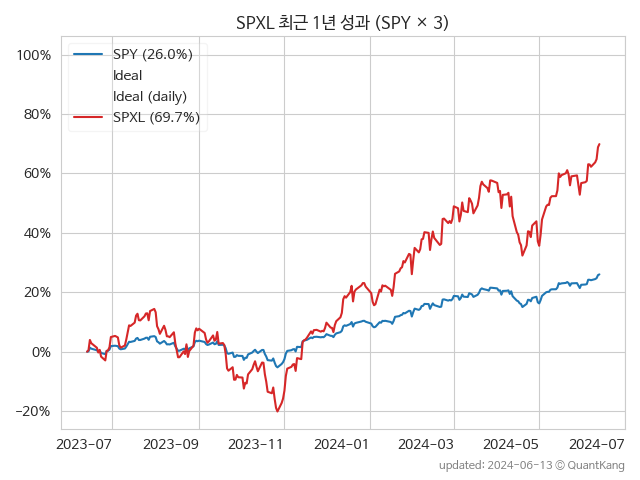 SPXL 최근 1년 성과 (SPY × 3)
100%
80%
60%
40%
20%
0%
−20%
SPY (26.0%)
Ideal
Ideal (daily)
SPXL (69.7%)
2023-07
2023-09
2023-11
2024-01
2024-03
2024-05
2024-07
updated: 2024-06-13 © QuantKang